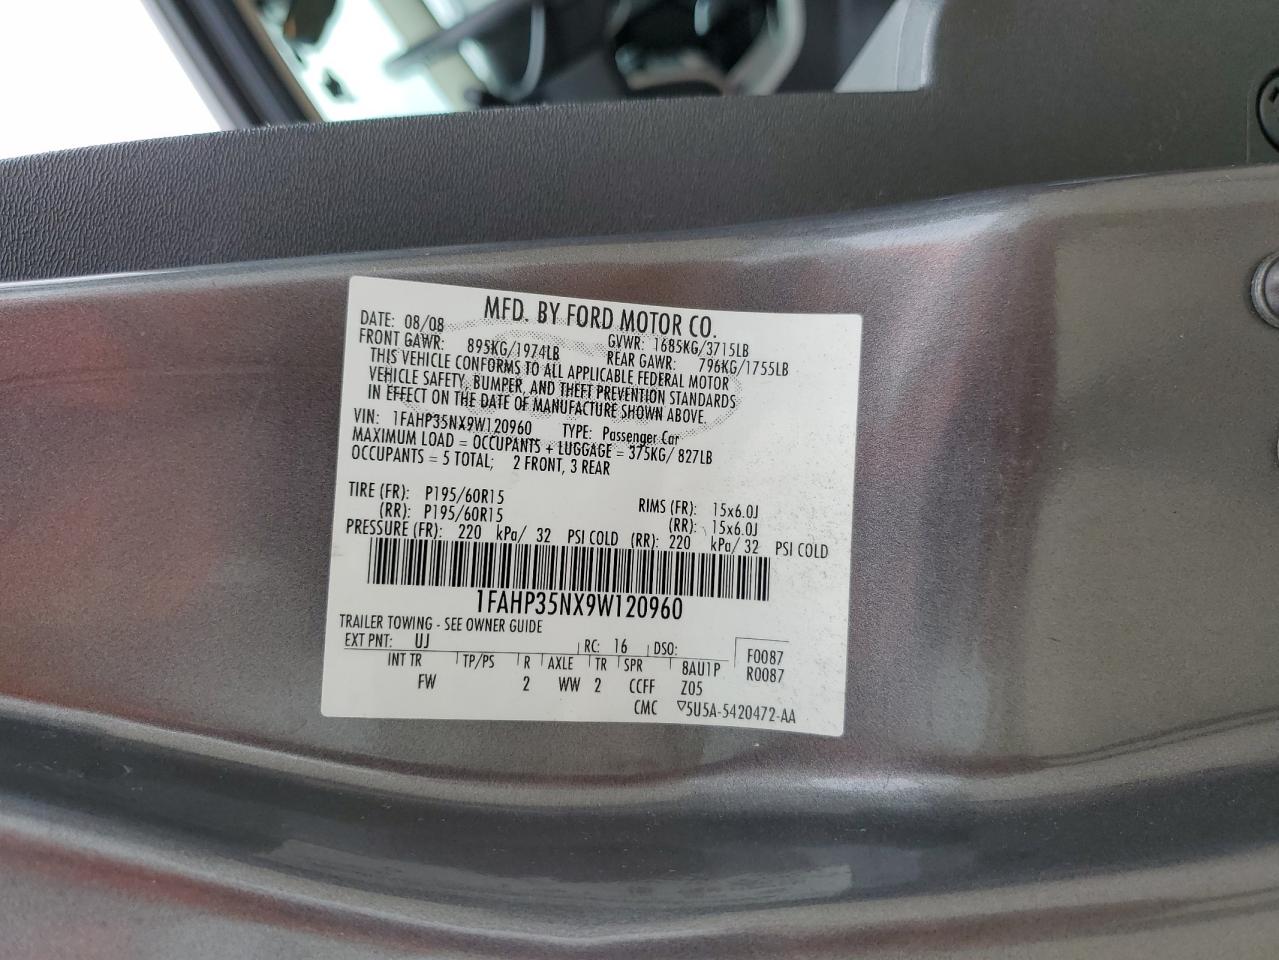 MFD. BY FORD MOTOR CO.
DATE: 08/08 GVWR: 1685KG/3715LB
FRONT GAWR: 895KG/1974LB REAR GAWR: 796KG/1755LB
THIS VEHICLE CONFORMS TO ALL APPLICABLE FEDERAL MOTOR
VEHICLE SAFETY, BUMPER, AND THEFT PREVENTION STANDARDS
IN EFFECT ON THE DATE OF MANUFACTURE SHOWN ABOVE.
VIN: 1FAHP35NX9W120960 TYPE: Passenger Car
MAXIMUM LOAD = OCCUPANTS + LUGGAGE = 375KG/ 827LB
OCCUPANTS = 5 TOTAL; 2 FRONT, 3 REAR
TIRE (FR): P195/60R15 RIMS (FR): 15x6.0J
(RR): P195/60R15 (RR): 15x6.0J
PRESSURE (FR): 220 kPa/ 32 PSI COLD (RR): 220 kPa/ 32 PSI COLD
1FAHP35NX9W120960
TRAILER TOWING - SEE OWNER GUIDE
EXT PNT: UJ RC: 16 DSO: F0087
INT TR TP/PS R AXLE TR SPR 8AU1P R0087
FW 2 WW 2 CCFF Z05
CMC ▽5U5A-5420472-AA